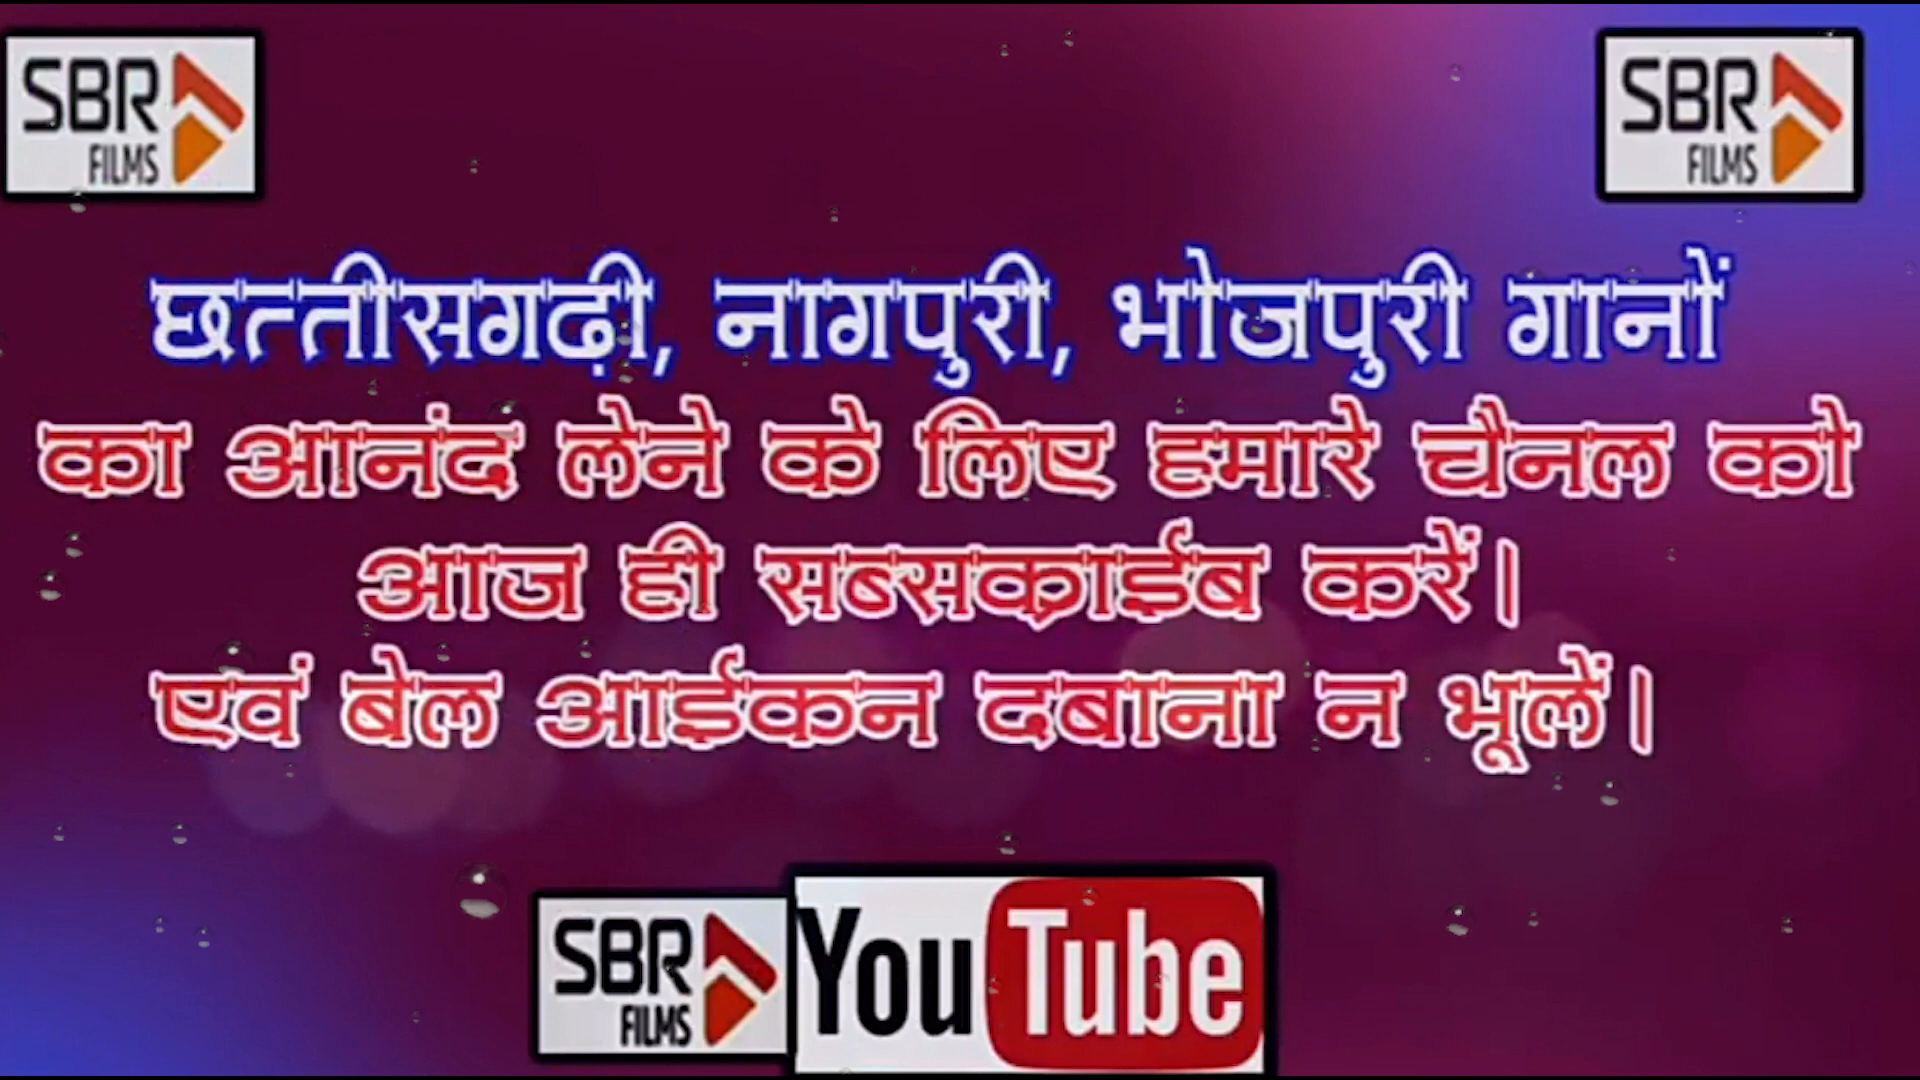 SBR
FILMS
SBR
FILMS
छत्तीसगढ़ी, नागपुरी, भोजपुरी गानों
का आनंद लेने के लिए हमारे चैनल को
आज ही सब्सक्राईब करें।
एवं बेल आईकन दबाना न भूलें।
SBR
FILMS
YouTube